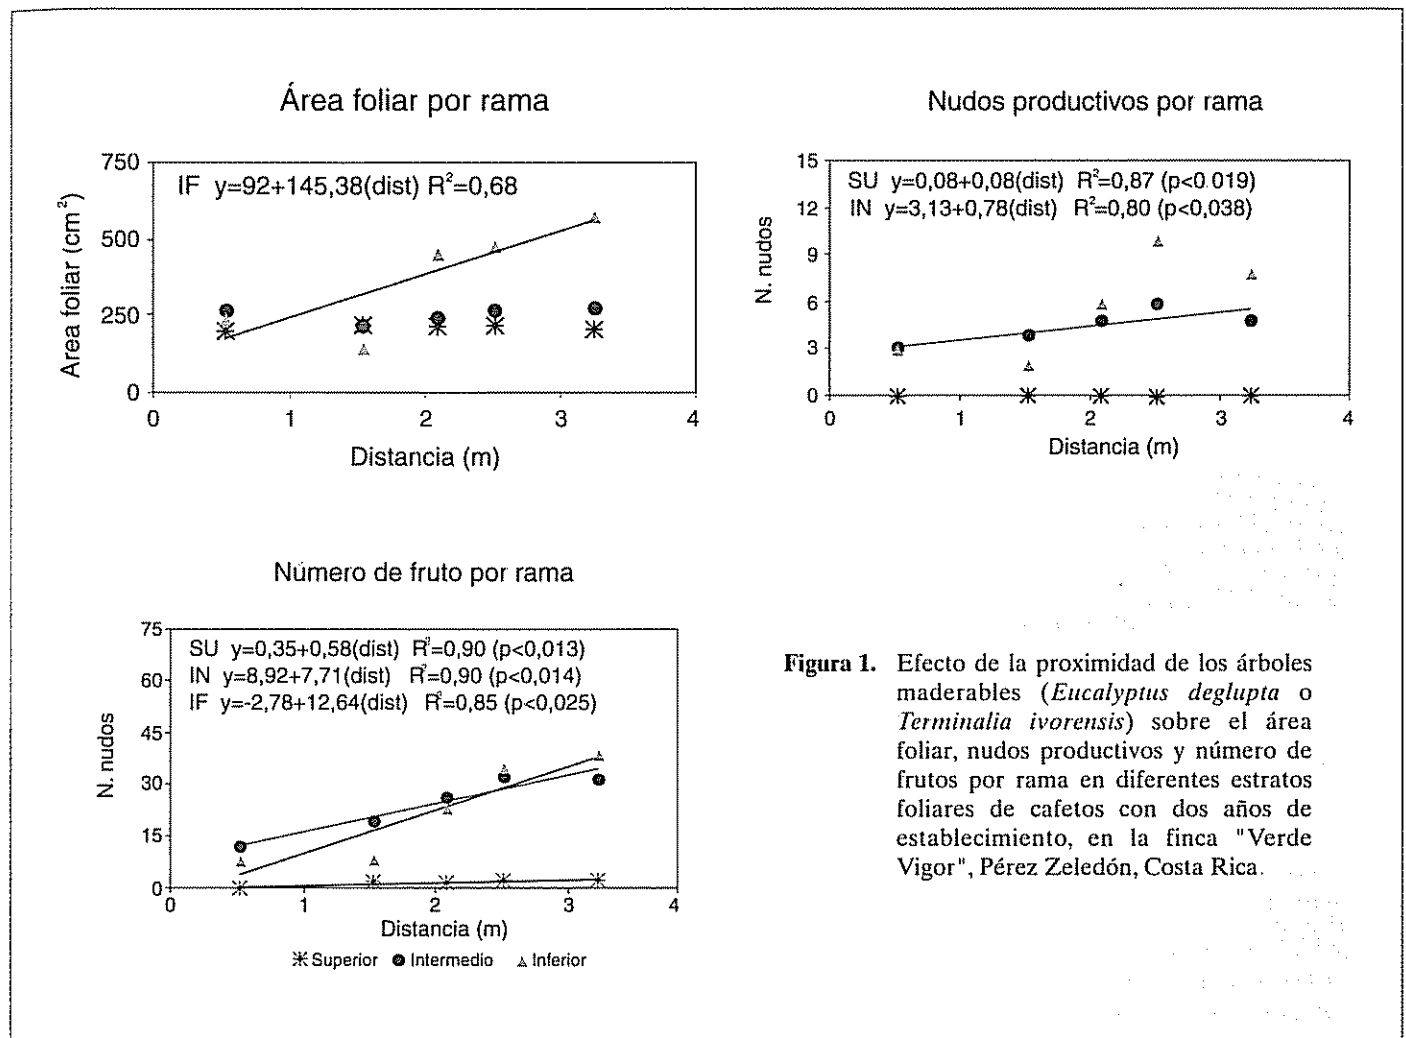 Área foliar por rama
750
500
250
0
Area foliar (cm²)
IF y=92+145,38(dist) R²=0,68
0 1 2 3 4
Distancia (m)
Nudos productivos por rama
15
12
9
6
3
0
N. nudos
SU y=0,08+0,08(dist) R²=0,87 (p<0.019)
IN y=3,13+0,78(dist) R²=0,80 (p<0,038)
0 1 2 3 4
Distancia (m)
Número de fruto por rama
75
60
45
30
15
0
N. nudos
SU y=0,35+0,58(dist) R²=0,90 (p<0,013)
IN y=8,92+7,71(dist) R²=0,90 (p<0,014)
IF y=-2,78+12,64(dist) R²=0,85 (p<0,025)
0 1 2 3 4
Distancia (m)
Superior Intermedio Inferior
Figura 1. Efecto de la proximidad de los árboles
maderables (Eucalyptus deglupta o
Terminalia ivorensis) sobre el área
foliar, nudos productivos y número de
frutos por rama en diferentes estratos
foliares de cafetos con dos años de
establecimiento, en la finca "Verde
Vigor", Pérez Zeledón, Costa Rica.